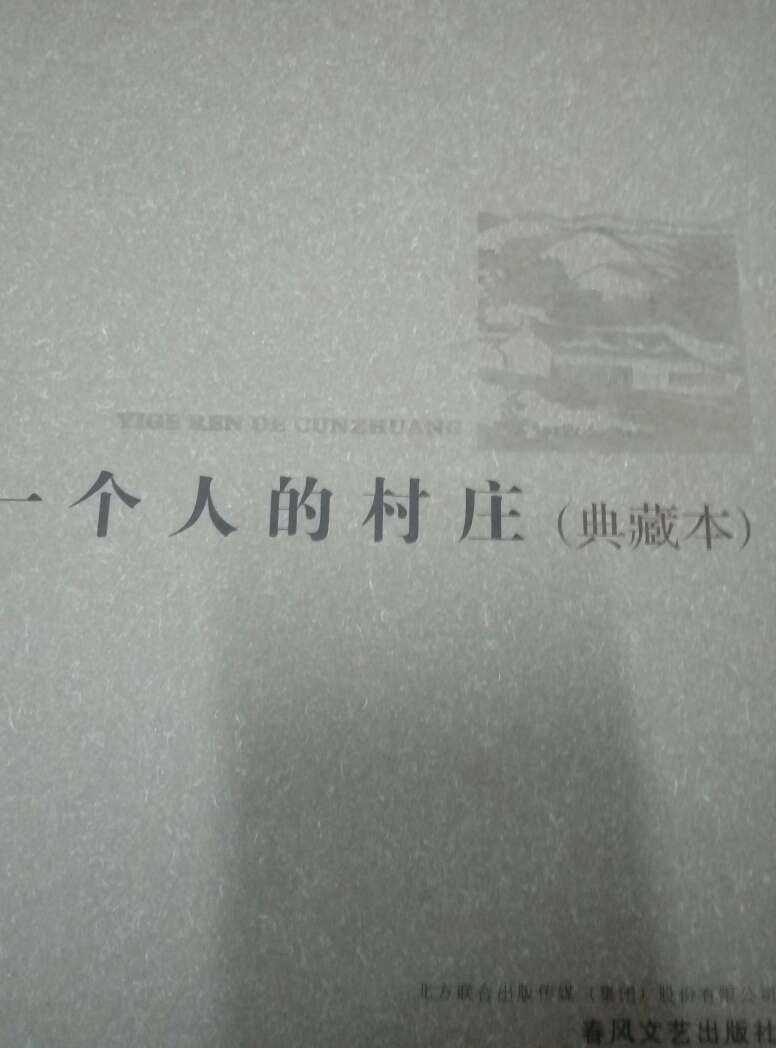 YIGE REN DE CUNZHUANG
一个人的村庄(典藏本)
北方联合出版传媒(集团)股份有限公司
春风文艺出版社